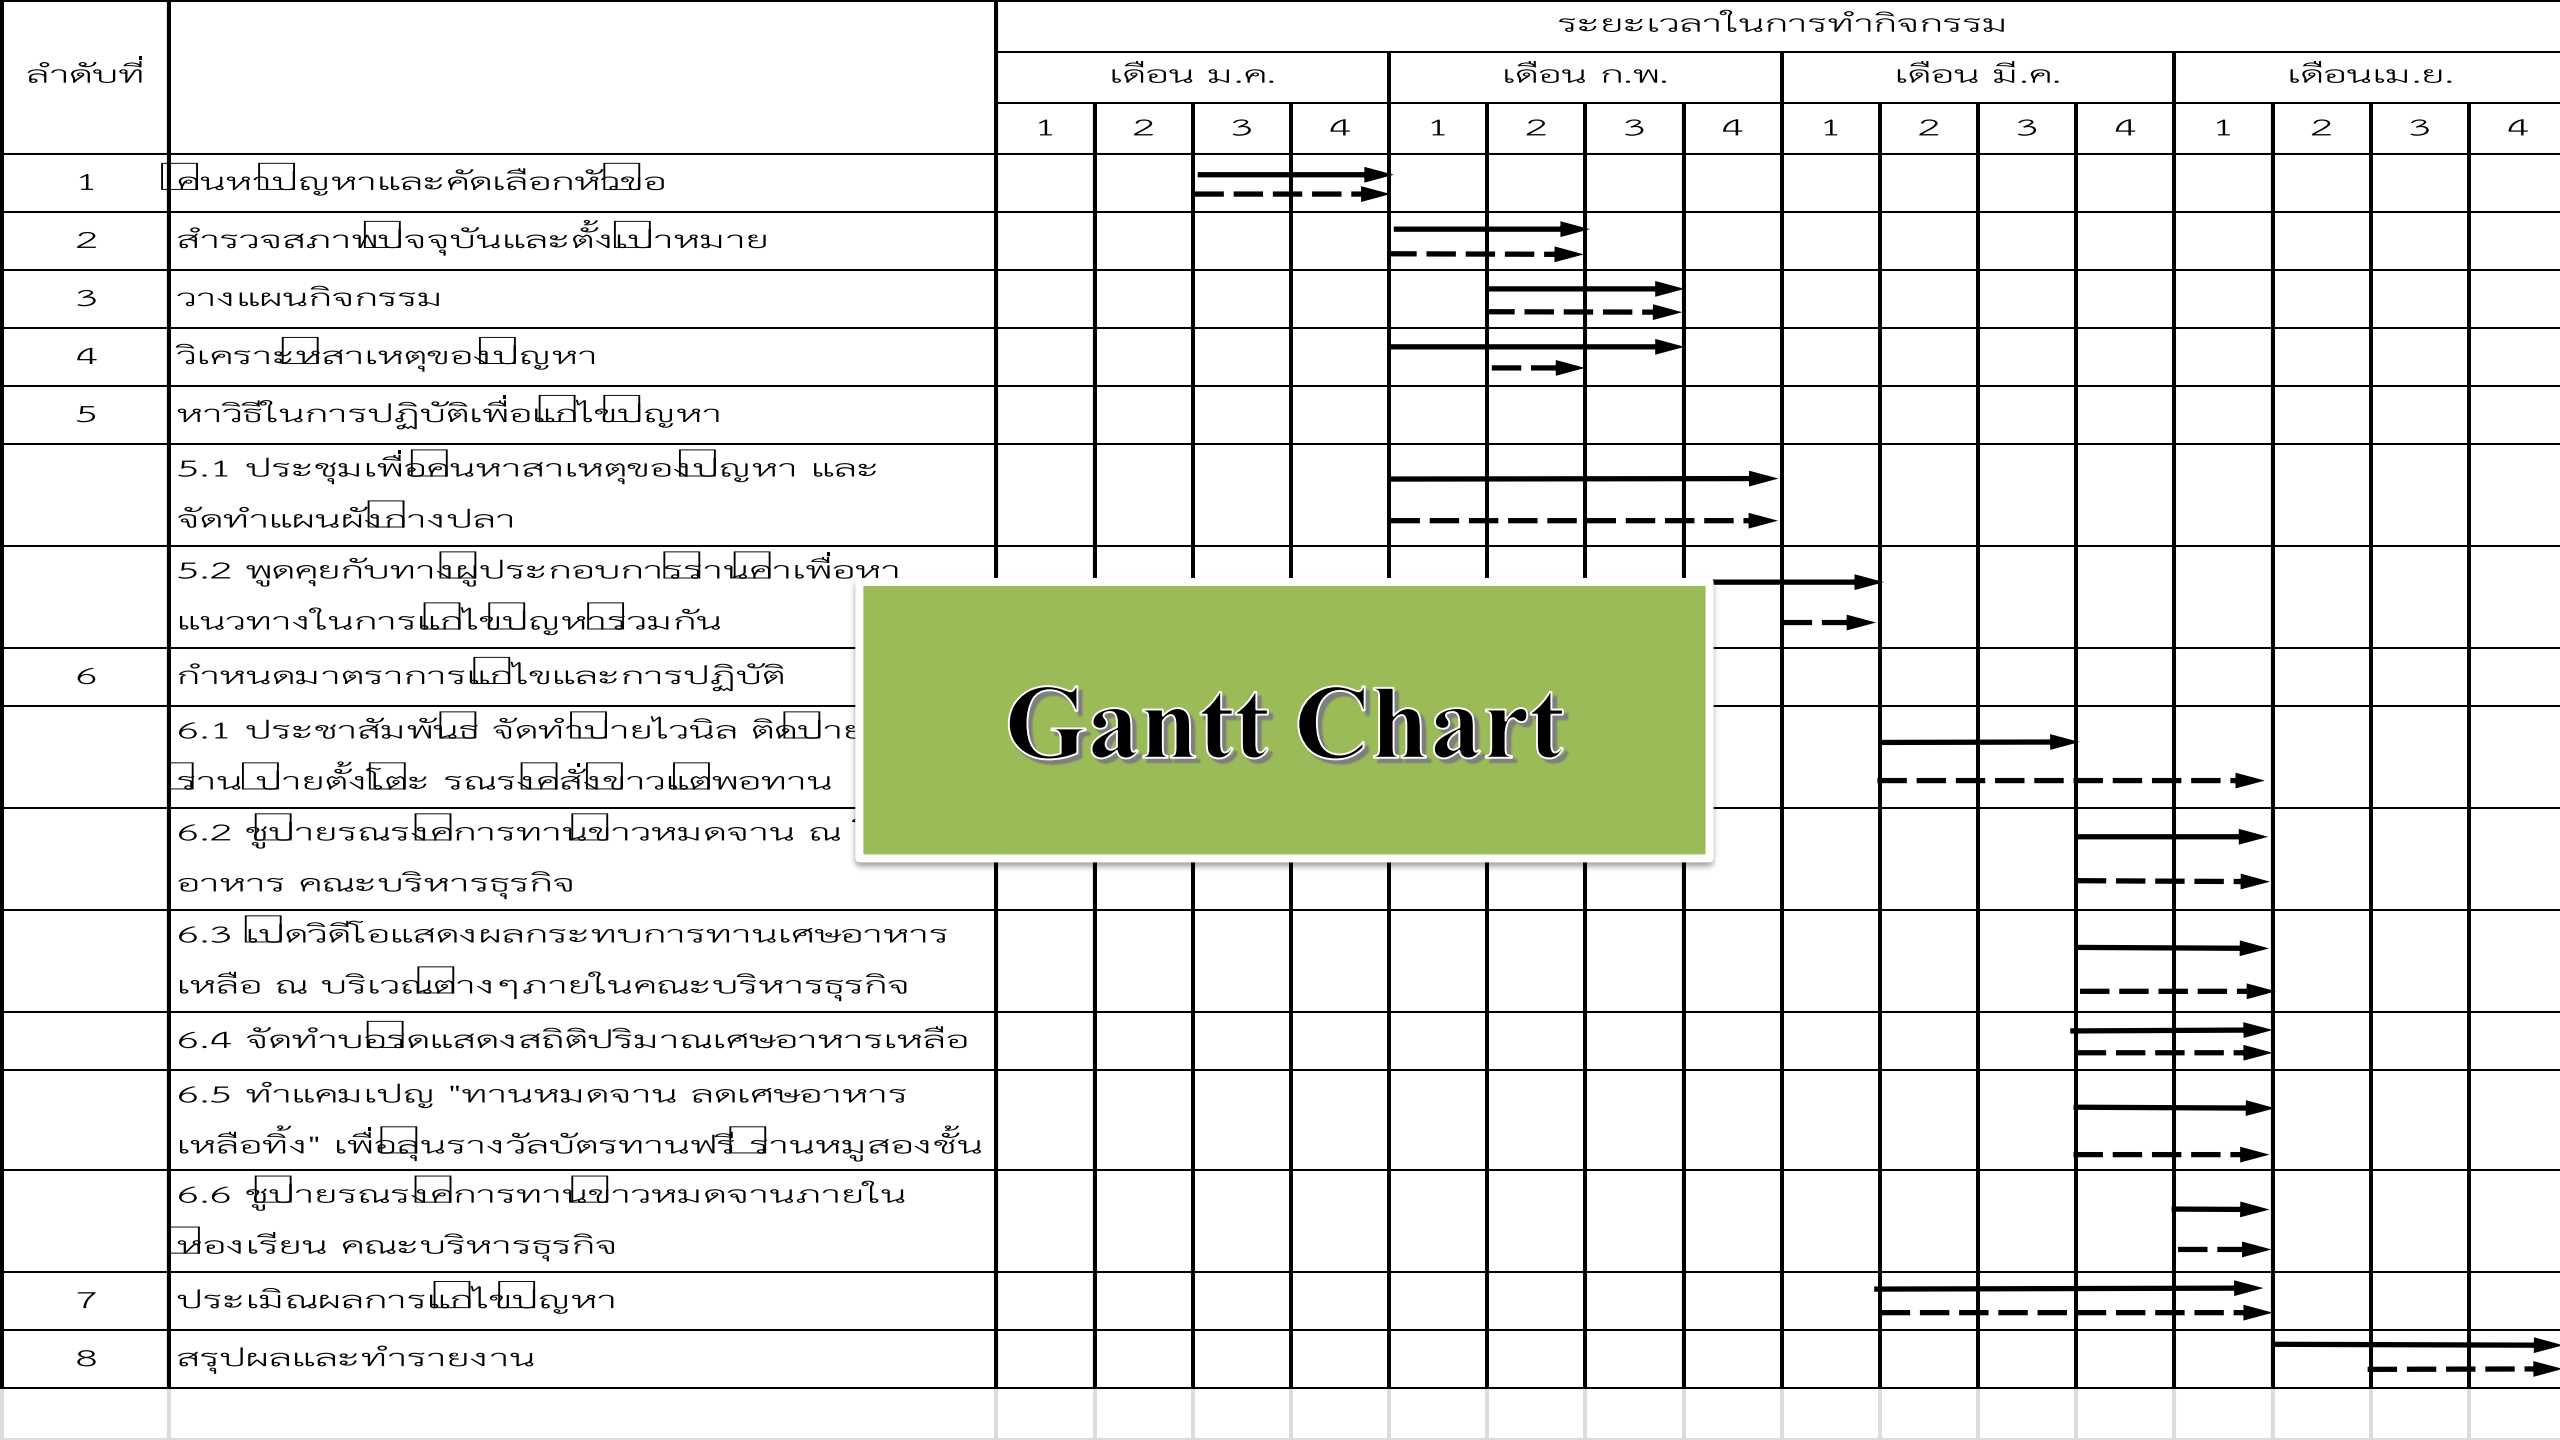 ลำดับที่
ระยะเวลาในการทำกิจกรรม
เดือน ม.ค. เดือน ก.พ. เดือน มี.ค. เดือนเม.ย.
1 2 3 4 1 2 3 4 1 2 3 4 1 2 3 4
1 คนหาปญหาและคัดเลือกหัวขอ
2 สำรวจสภาพปจจุบันและตั้งเปาหมาย
3 วางแผนกิจกรรม
4 วิเคราะหสาเหตุของปญหา
5 หาวิธีในการปฏิบัติเพื่อแกไขปญหา
5.1 ประชุมเพื่อคนหาสาเหตุของปญหา และ
จัดทำแผนผังกางปลา
5.2 พูดคุยกับทางผูประกอบการรานคาเพื่อหา
แนวทางในการแกไขปญหารวมกัน
6 กำหนดมาตราการแกไขและการปฏิบัติ
6.1 ประชาสัมพันธ จัดทำปายไวนิล ติดปาย
ราน ปายตั้งโตะ รณรงคสั่งขาวแตพอทาน
Gantt Chart
6.2 ชูปายรณรงคการทานขาวหมดจาน ณ
อาหาร คณะบริหารธุรกิจ
6.3 เปดวิดีโอแสดงผลกระทบการทานเศษอาหาร
เหลือ ณ บริเวณตางๆภายในคณะบริหารธุรกิจ
6.4 จัดทำบอรดแสดงสถิติปริมาณเศษอาหารเหลือ
6.5 ทำแคมเปญ "ทานหมดจาน ลดเศษอาหาร
เหลือทิ้ง" เพื่อลุนรางวัลบัตรทานฟรี รานหมูสองชั้น
6.6 ชูปายรณรงคการทานขาวหมดจานภายใน
หองเรียน คณะบริหารธุรกิจ
7 ประเมิณผลการแกไขปญหา
8 สรุปผลและทำรายงาน